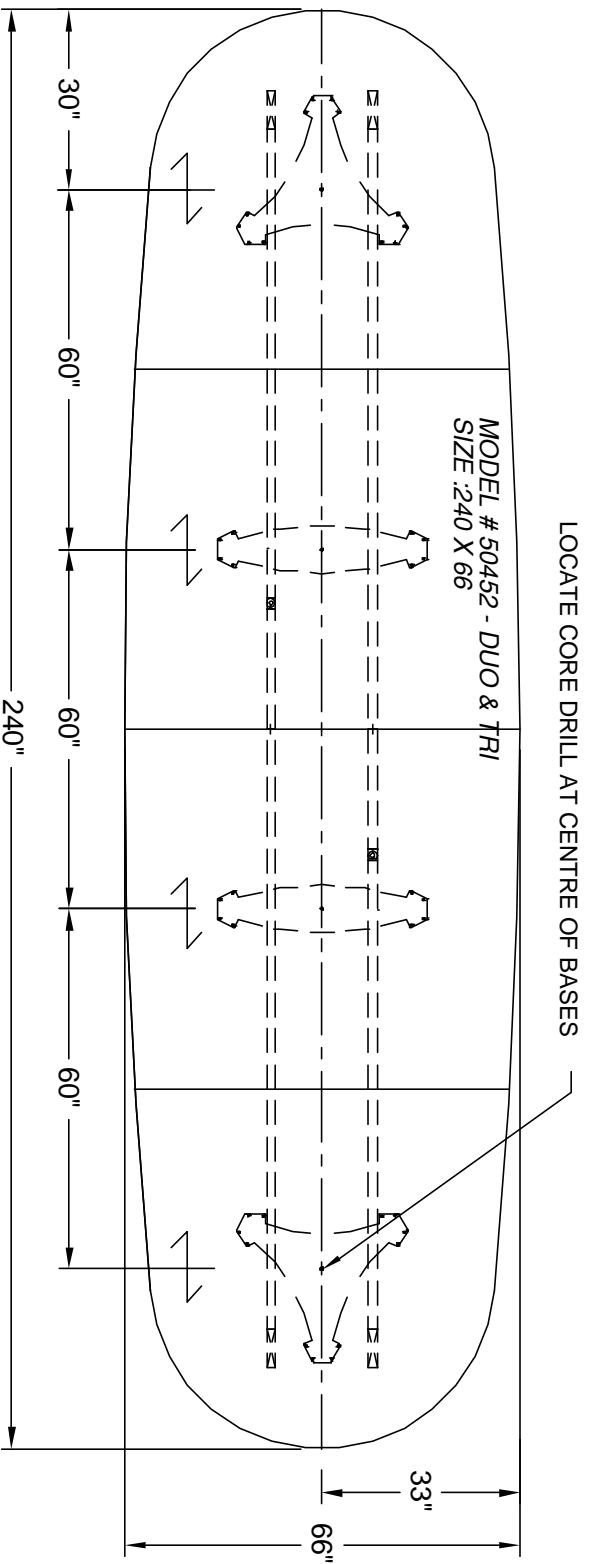 LOCATE CORE DRILL AT CENTRE OF BASES
MODEL # 50452 - DUO & TRI
SIZE :240 X 66
33"
66"
30"
60"
60"
60"
240"